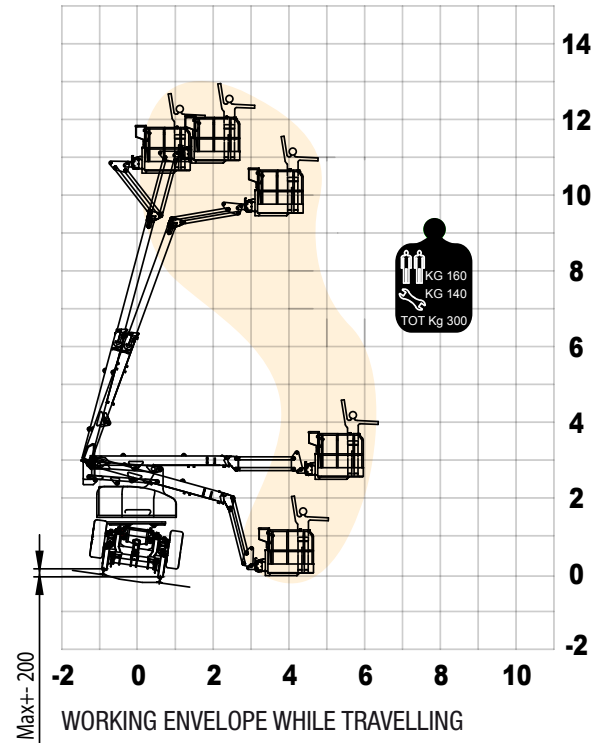 14
12
10
8
KG 160
KG 140
TOT Kg 300
6
4
2
0
-2
-2 0 2 4 6 8 10
Max+- 200
WORKING ENVELOPE WHILE TRAVELLING